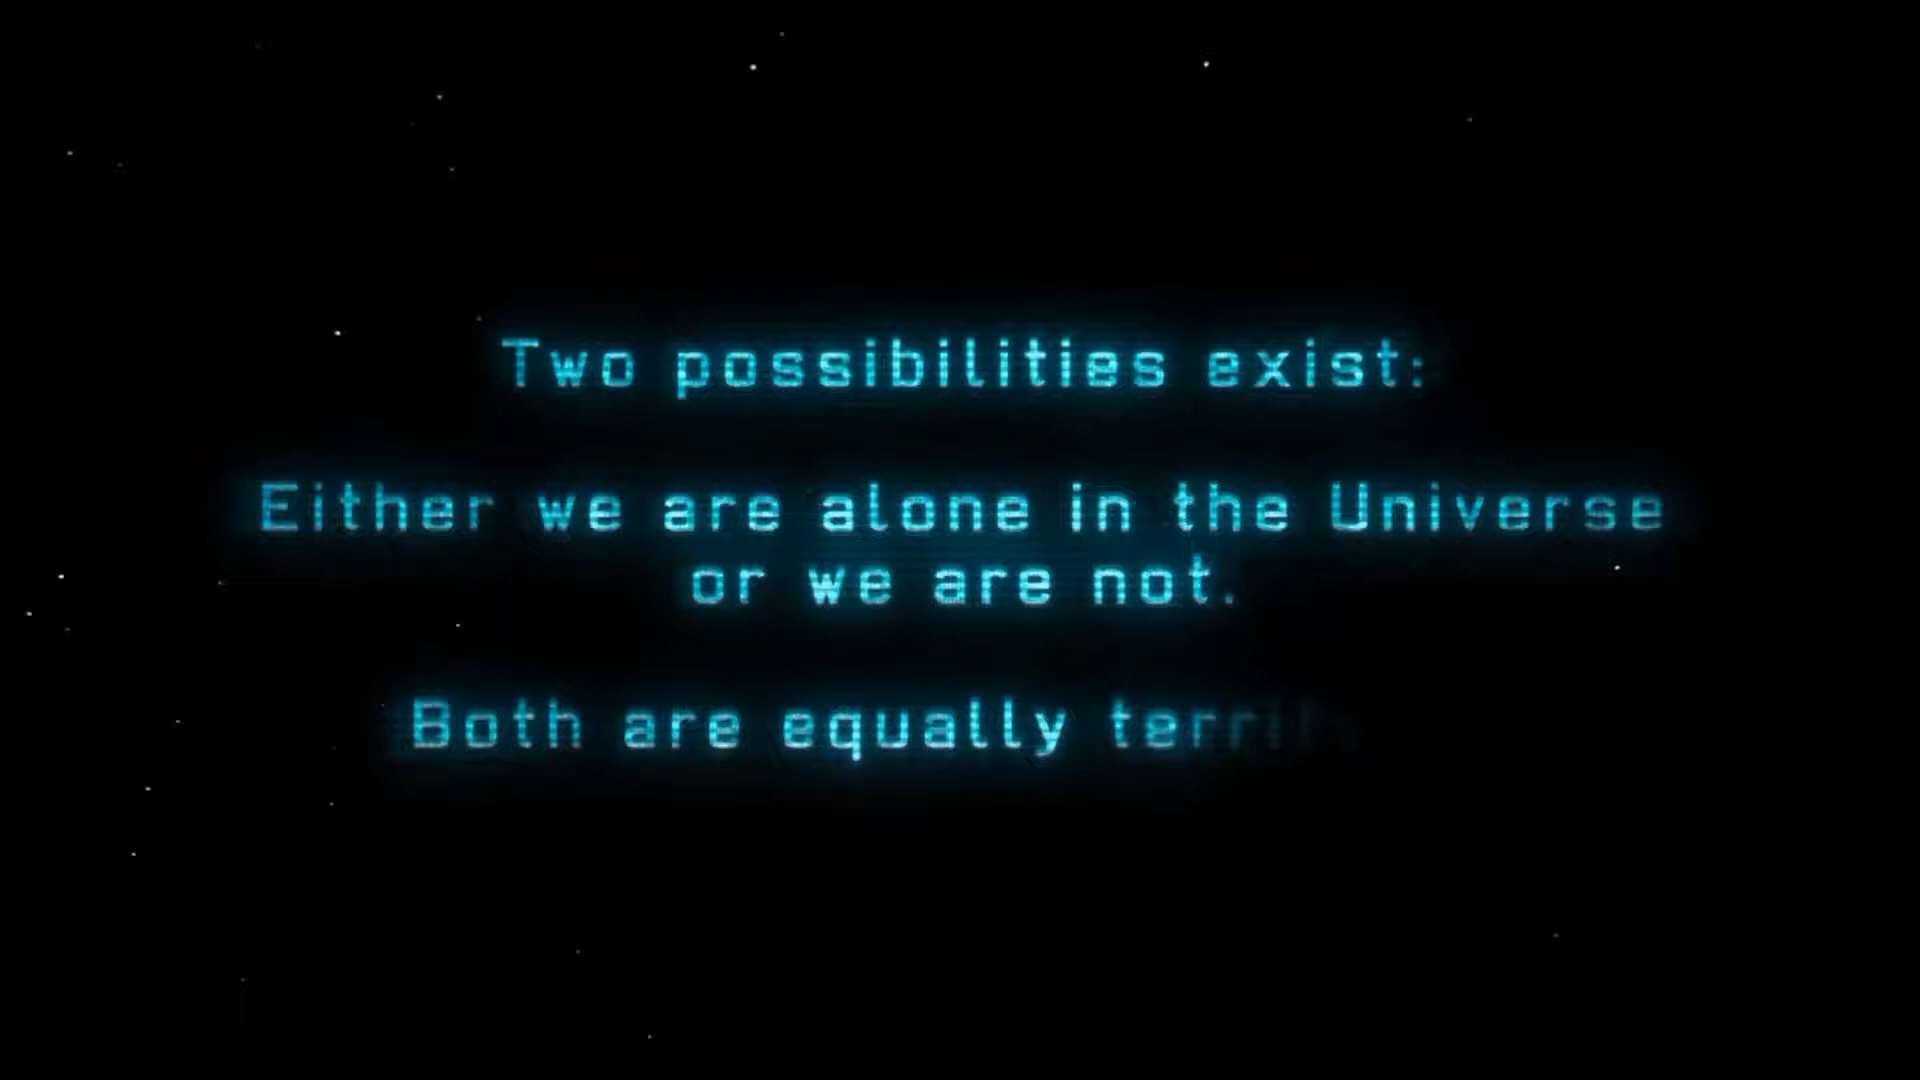 Two possibilities exist:
Either we are alone in the Universe
or we are not.
Both are equally